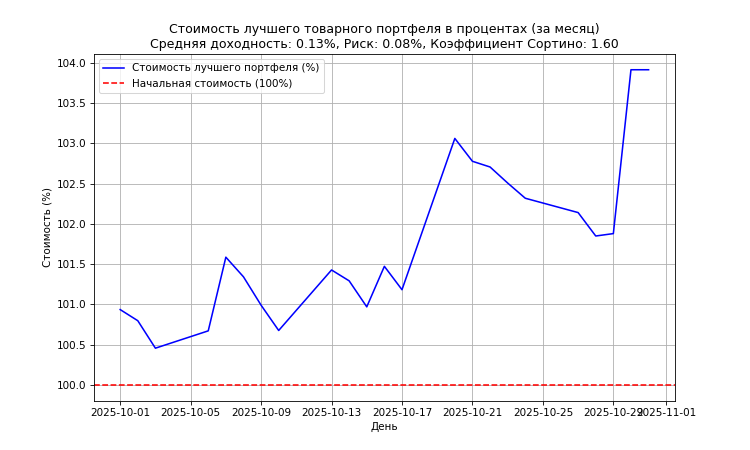 Стоимость лучшего товарного портфеля в процентах (за месяц)
Средняя доходность: 0.13%, Риск: 0.08%, Коэффициент Сортино: 1.60
Стоимость лучшего портфеля (%)
Начальная стоимость (100%)
Стоимость (%)
104.0
103.5
103.0
102.5
102.0
101.5
101.0
100.5
100.0
2025-10-01 2025-10-05 2025-10-09 2025-10-13 2025-10-17 2025-10-21 2025-10-25 2025-10-29 2025-11-01
День